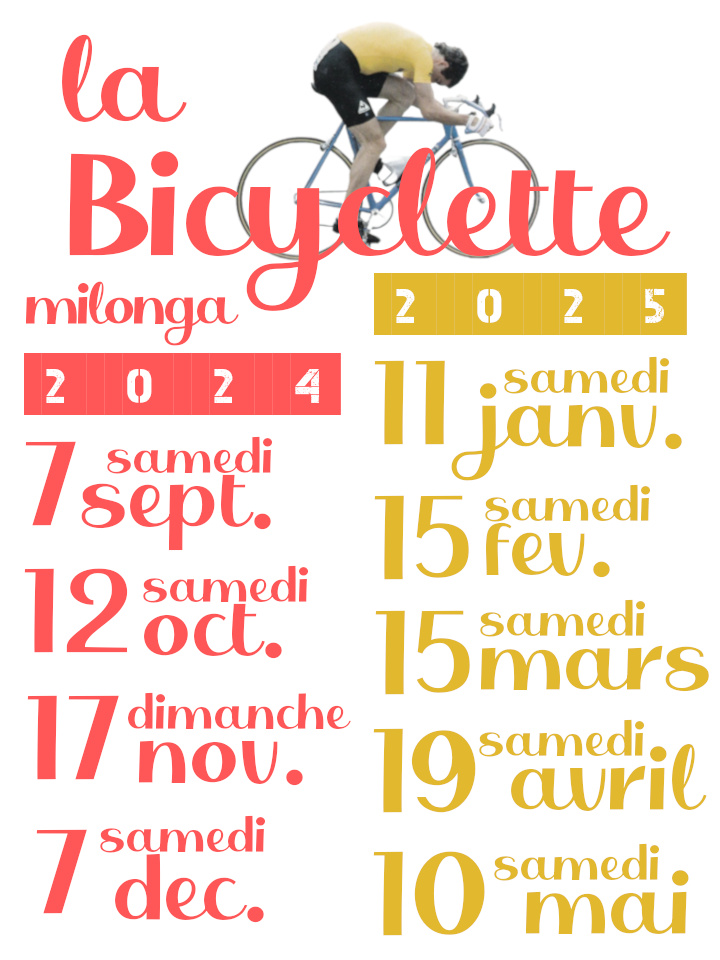 la
Bicyclette
milonga
2024
7 samedi
sept.
12 samedi
oct.
17 dimanche
nov.
7 samedi
dec.
2025
11 samedi
janv.
15 samedi
fev.
15 samedi
mars
19 samedi
avril
10 samedi
mai